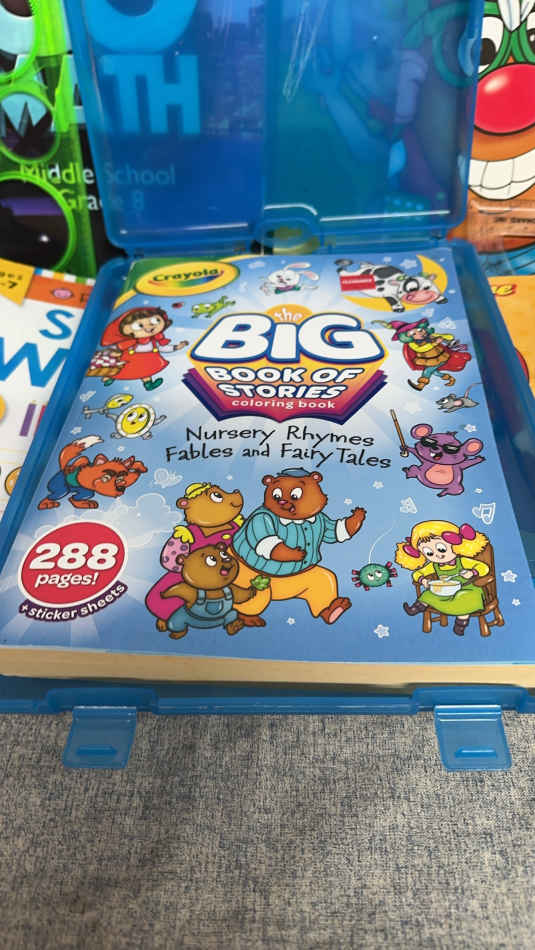 TH
Middle School
Grade 8
Crayola
the
BiG
BOOK OF
STORiES
coloring book
Nursery Rhymes
Fables and Fairy Tales
288
pages!
+sticker sheets